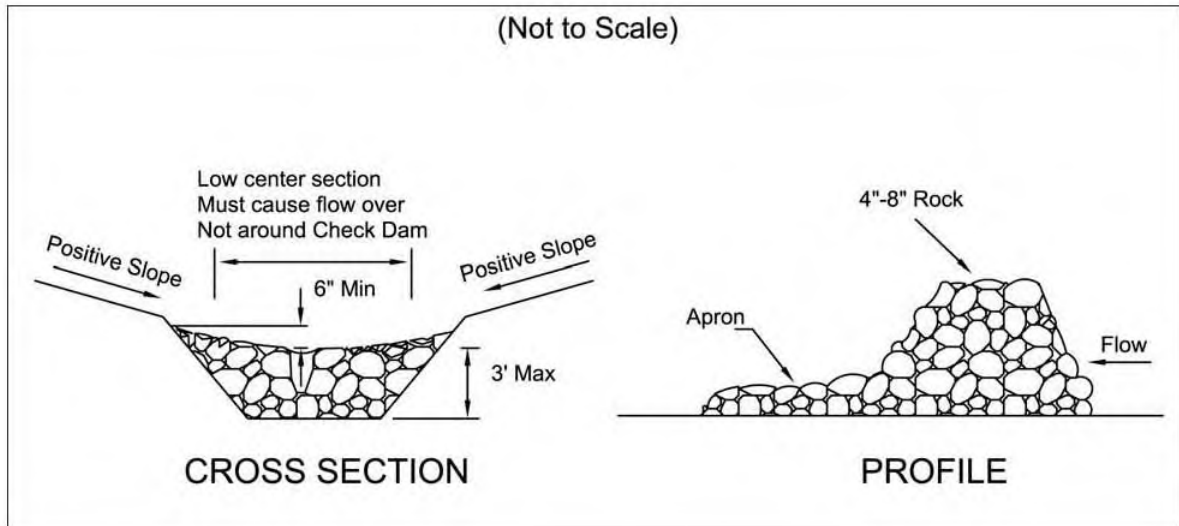 (Not to Scale)
Low center section
Must cause flow over
Not around Check Dam
Positive Slope
Positive Slope
6" Min
3' Max
CROSS SECTION
4"-8" Rock
Apron
Flow
PROFILE